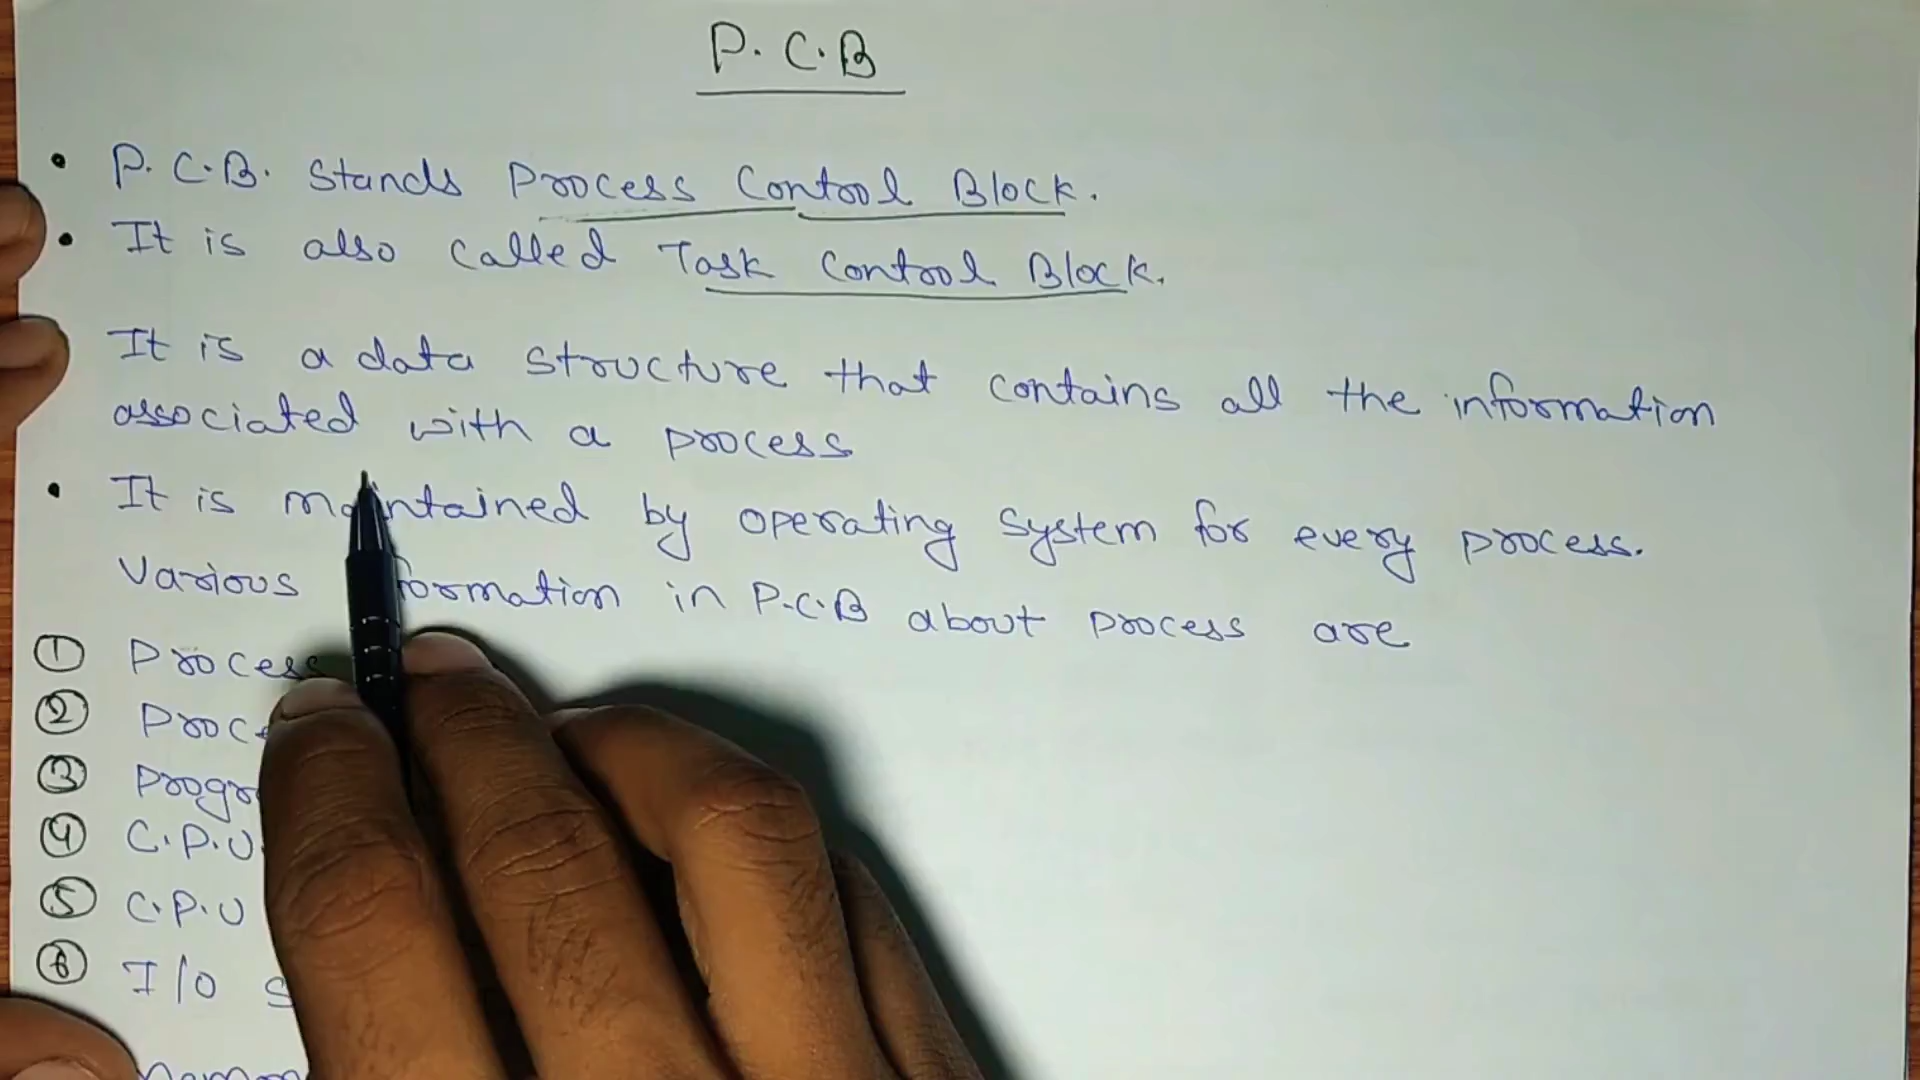 P.C.B
• P.C.B. stands Process Control Block.
• It is also called Task Control Block.
It is a data structure that contains all the information
associated with a process
• It is maintained by operating system for every process.
Various formation in P.C.B about process are
① Process
②
③
④ C.P.U.
⑤ C.P.U
⑥ I/O